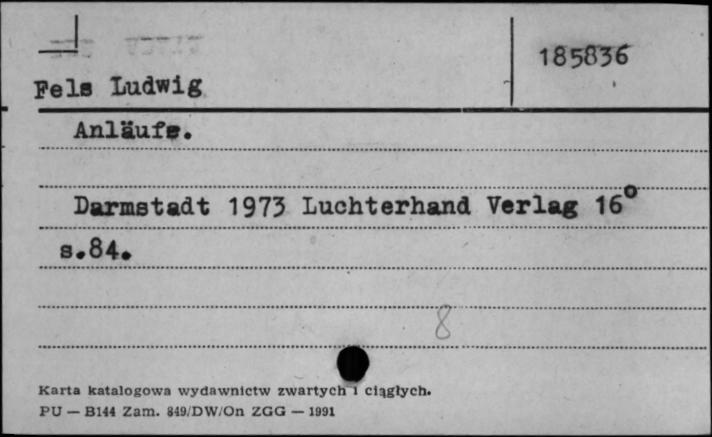 185836
Fels Ludwig
Anläufe.
Darmstadt 1973 Luchterhand Verlag 16°
s.84.
8
Karta katalogowa wydawnictw zwartych i ciągłych.
PU — B144 Zam. 849/DW/On ZGG — 1991